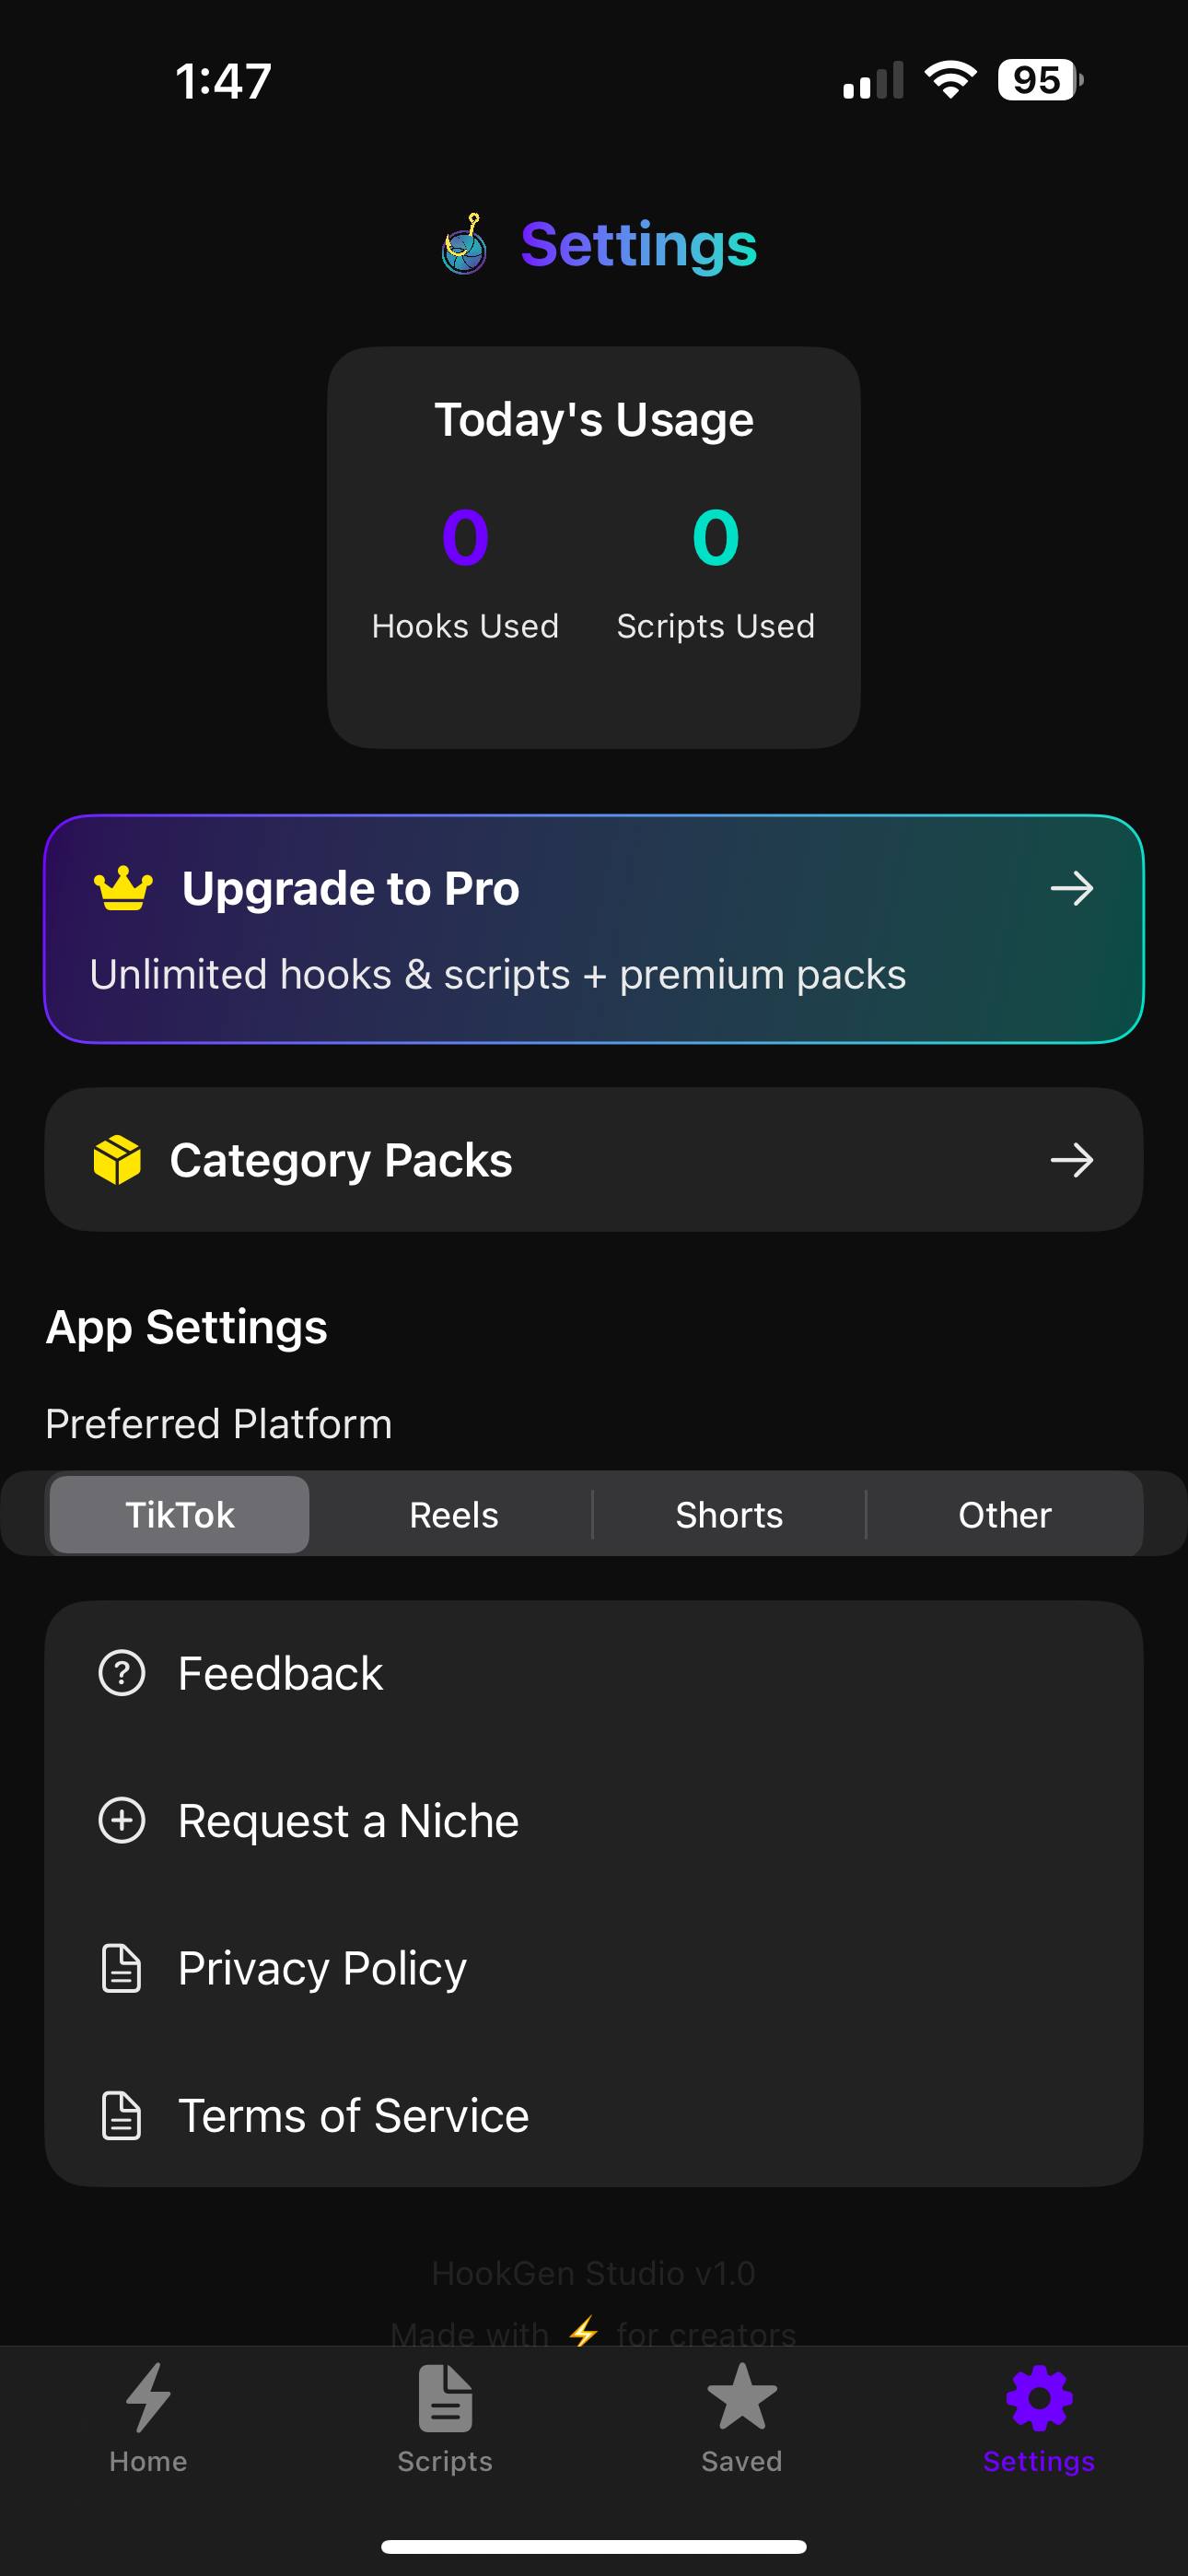 1:47
95
Settings
Today's Usage
0 0
Hooks Used Scripts Used
Upgrade to Pro
Unlimited hooks & scripts + premium packs
Category Packs
App Settings
Preferred Platform
TikTok Reels Shorts Other
Feedback
Request a Niche
Privacy Policy
Terms of Service
HookGen Studio v1.0
Made with ⚡ for creators
Home Scripts Saved Settings